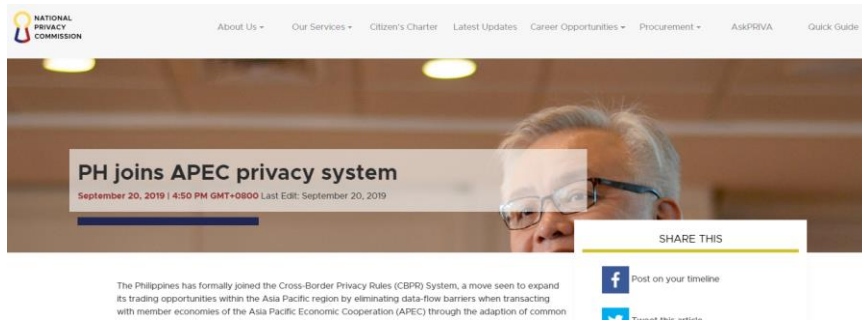 NATIONAL
PRIVACY
COMMISSION
About Us
Our Services
Citizen's Charter
Latest Updates
Career Opportunities
Procurement
AskPRIVA
Quick Guide
PH joins APEC privacy system
September 20, 2019 | 4:50 PM GMT+0800 Last Edit: September 20, 2019
SHARE THIS
The Philippines has formally joined the Cross-Border Privacy Rules (CBPR) System, a move seen to expand
its trading opportunities within the Asia Pacific region by eliminating data-flow barriers when transacting
with member economies of the Asia Pacific Economic Cooperation (APEC) through the adaption of common
Post on your timeline
Tweet this article